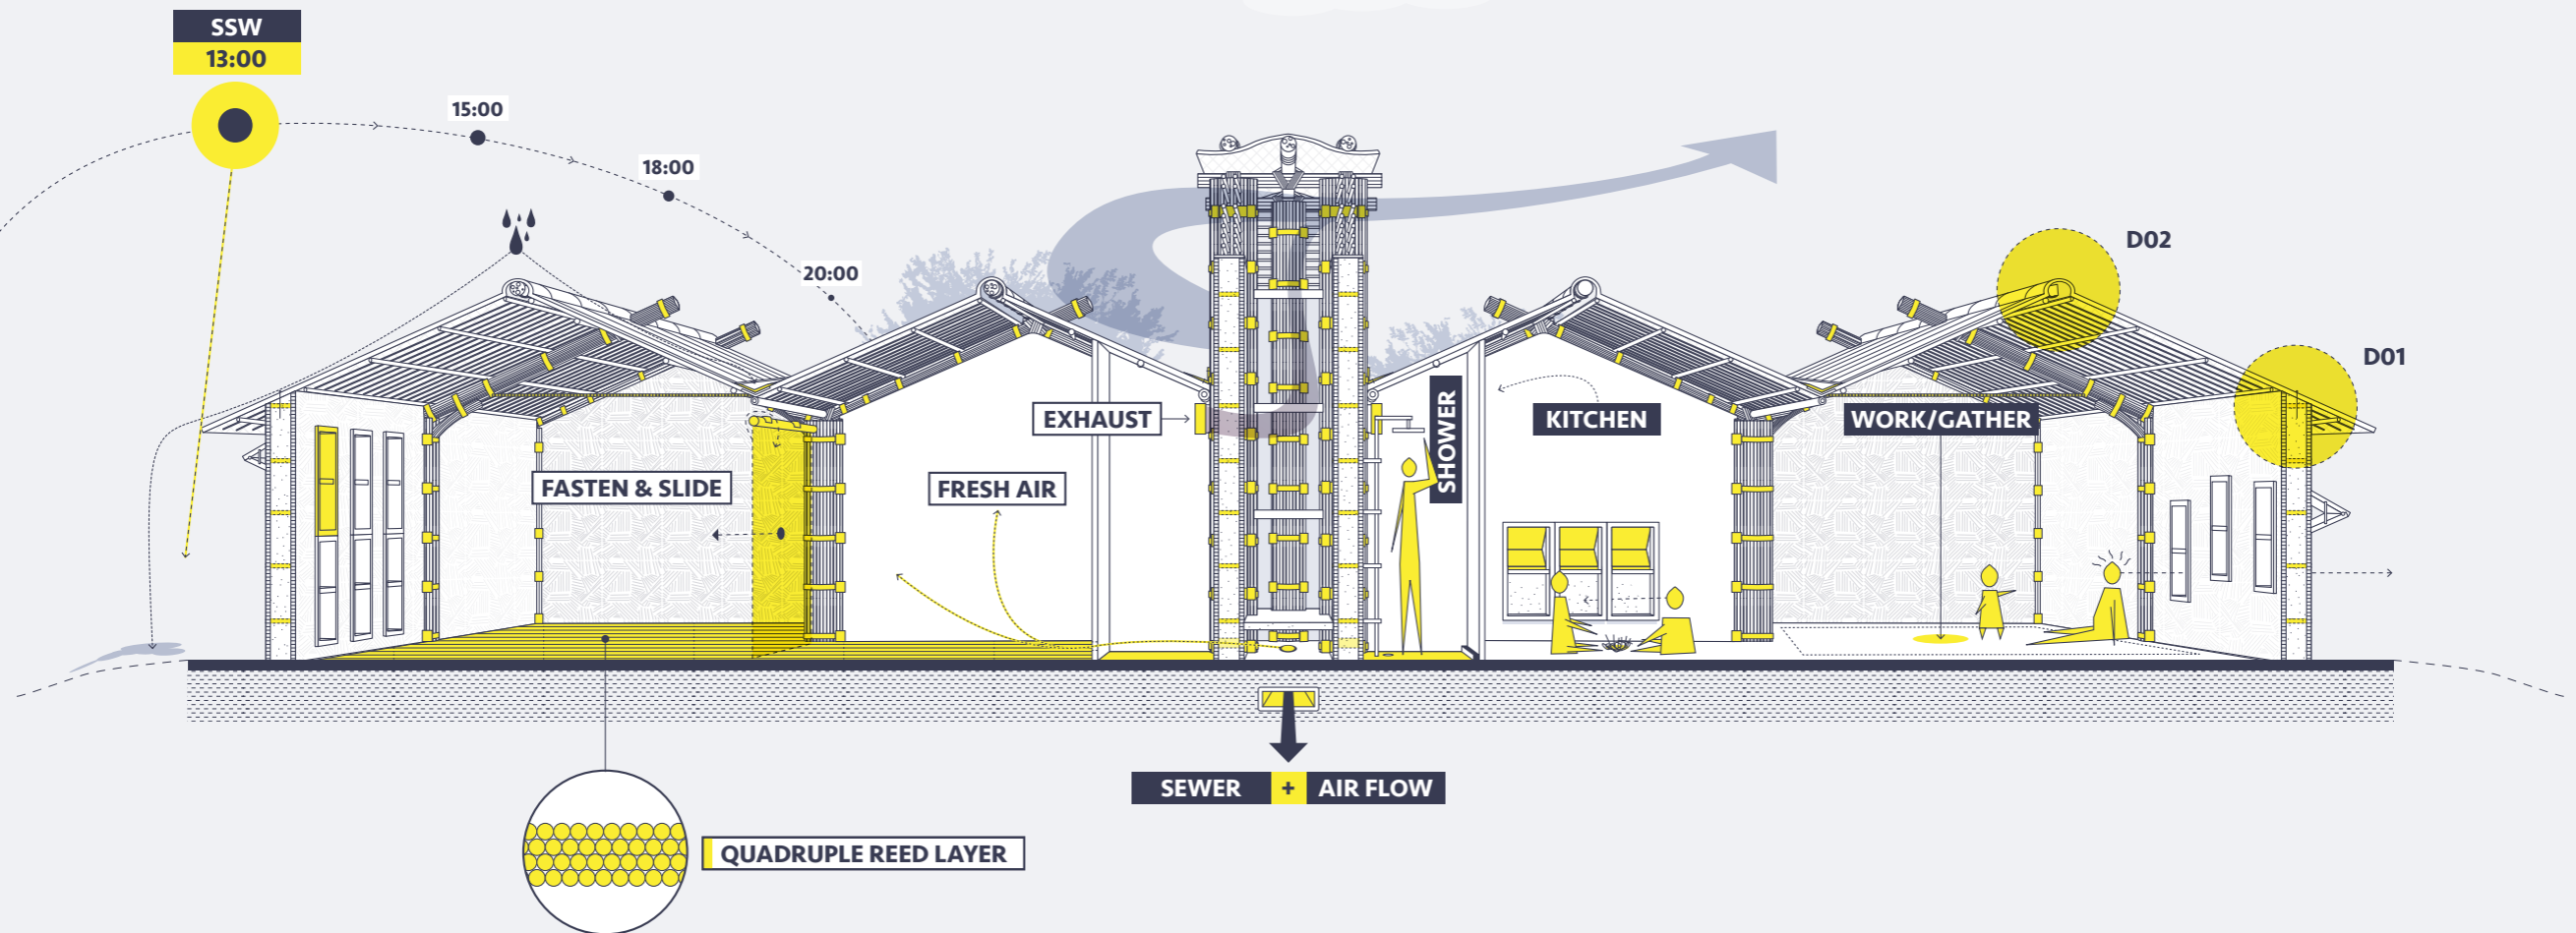 SSW
13:00
15:00
18:00
20:00
D02
D01
EXHAUST
SHOWER
KITCHEN
WORK/GATHER
FASTEN & SLIDE
FRESH AIR
SEWER + AIR FLOW
QUADRUPLE REED LAYER